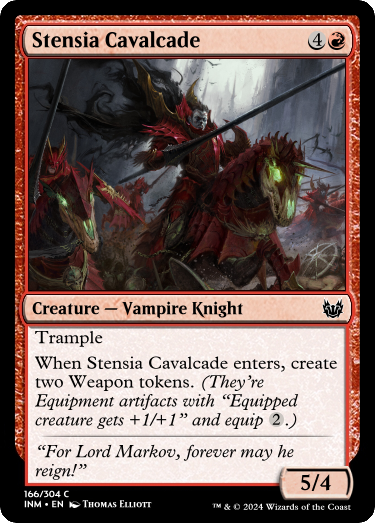 Stensia Cavalcade 4
Creature — Vampire Knight
Trample
When Stensia Cavalcade enters, create
two Weapon tokens. (They're
Equipment artifacts with “Equipped
creature gets +1/+1” and equip 2.)
“For Lord Markov, forever may he
reign!”
5/4
166/304 C
INM • EN Thomas Elliott
™ & © 2024 Wizards of the Coast